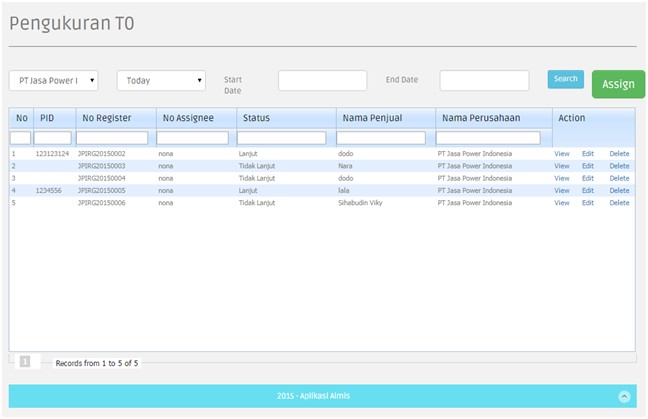 Pengukuran T0
PT Jasa Power I Today Start Date End Date Search Assign
No PID No Register No Assignee Status Nama Penjual Nama Perusahaan Action
1 123123124 JPIRG20150002 nona Lanjut dodo PT Jasa Power Indonesia View Edit Delete
2 JPIRG20150003 nona Tidak Lanjut Nara PT Jasa Power Indonesia View Edit Delete
3 JPIRG20150004 nona Tidak Lanjut dodo PT Jasa Power Indonesia View Edit Delete
4 1234556 JPIRG20150005 nona Lanjut lala PT Jasa Power Indonesia View Edit Delete
5 JPIRG20150006 nona Tidak Lanjut Sihabudin Viky PT Jasa Power Indonesia View Edit Delete
1 Records from 1 to 5 of 5
2015 - Aplikasi Aimis